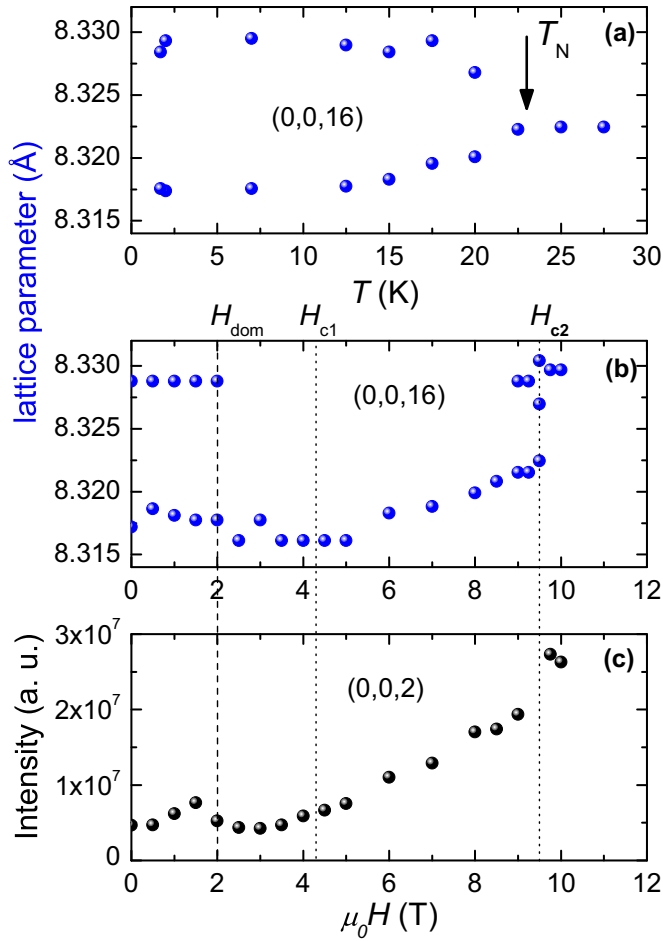 lattice parameter (Å)
8.330
8.325
8.320
8.315
(a)
T_N
(0,0,16)
0 5 10 15 20 25 30
T (K)
H_dom H_c1 H_c2
8.330
8.325
8.320
8.315
(b)
(0,0,16)
0 2 4 6 8 10 12
Intensity (a. u.)
3x10^7
2x10^7
1x10^7
0
(c)
(0,0,2)
0 2 4 6 8 10 12
μ_0H (T)